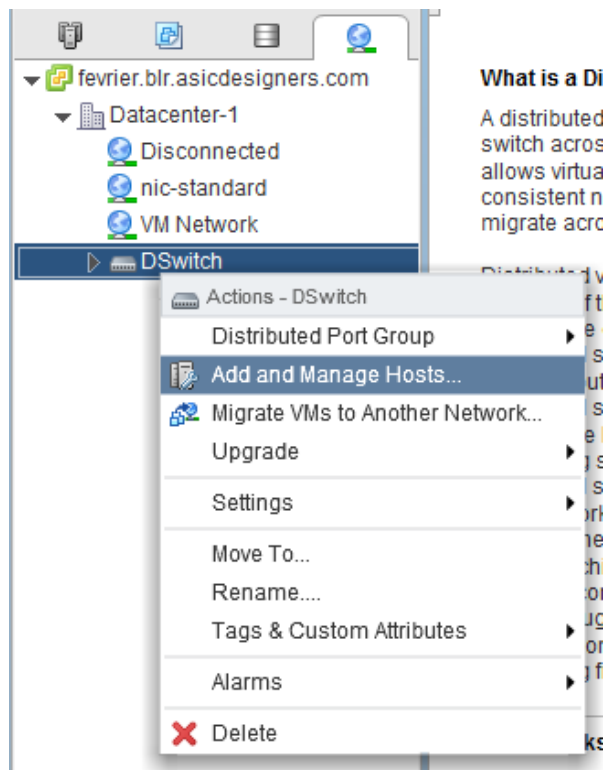 fevrier.blr.asicdesigners.com
Datacenter-1
Disconnected
nic-standard
VM Network
DSwitch
Actions - DSwitch
Distributed Port Group
Add and Manage Hosts...
Migrate VMs to Another Network...
Upgrade
Settings
Move To...
Rename....
Tags & Custom Attributes
Alarms
Delete
What is a Di
A distributed
switch acros
allows virtua
consistent n
migrate acro